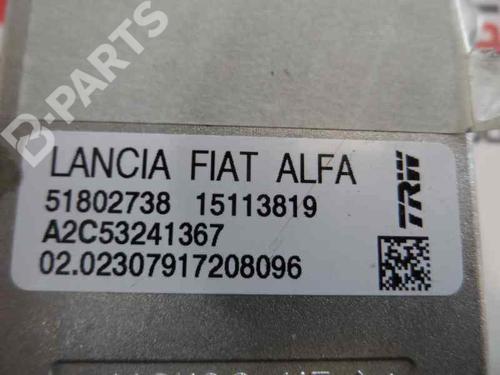 B-PARTS
LANCIA FIAT ALFA
51802738 15113819
A2C53241367
02.02307917208096
TRW